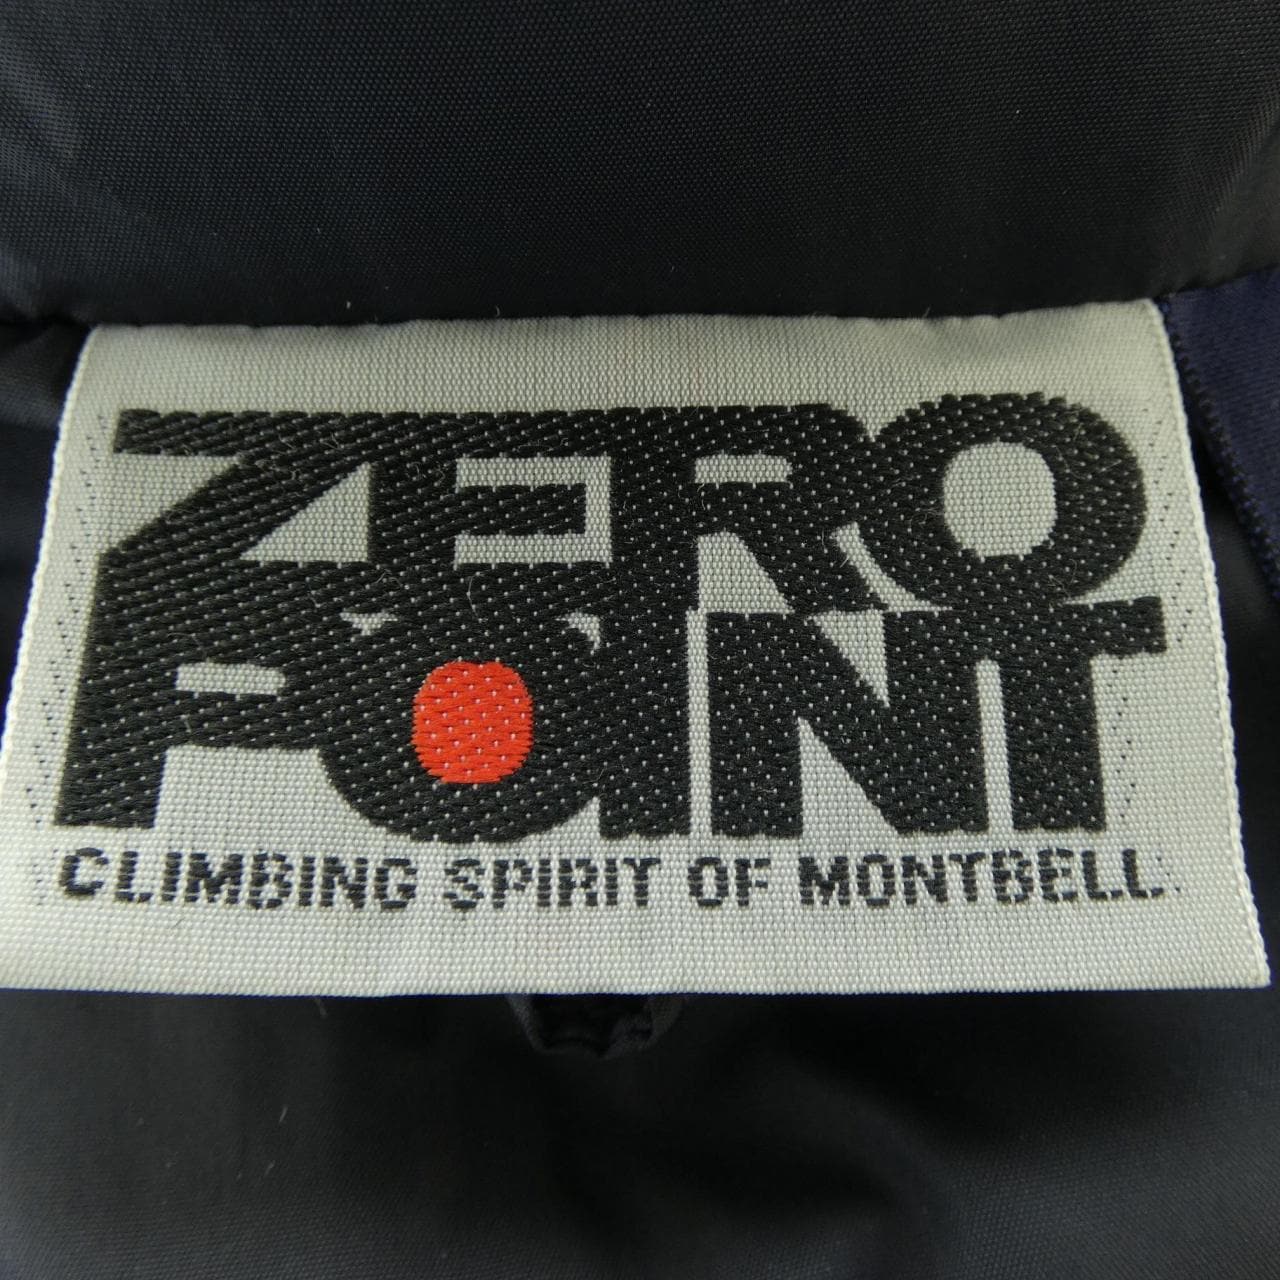 ZERO
POINT
CLIMBING SPIRIT OF MONTBELL